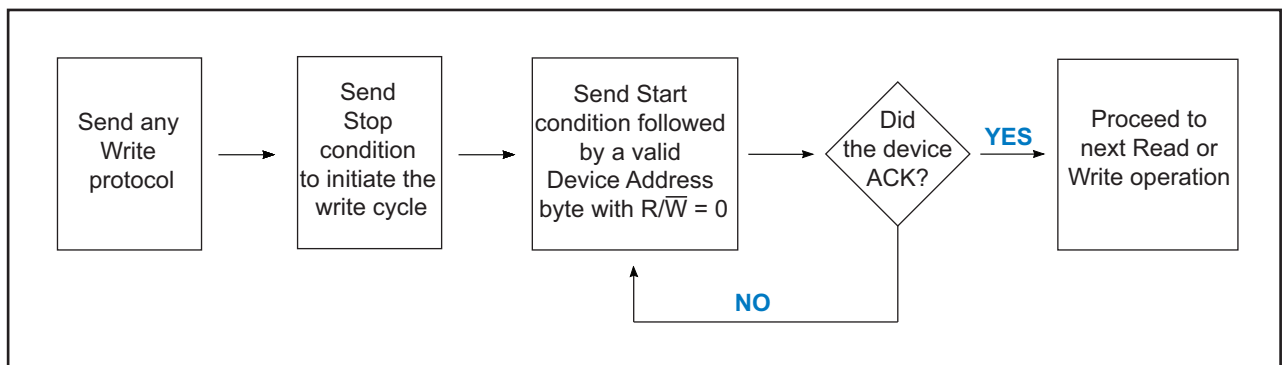 Send any
Write
protocol
Send
Stop
condition
to initiate the
write cycle
Send Start
condition followed
by a valid
Device Address
byte with R/W̅ = 0
Did
the device
ACK?
YES
NO
Proceed to
next Read or
Write operation